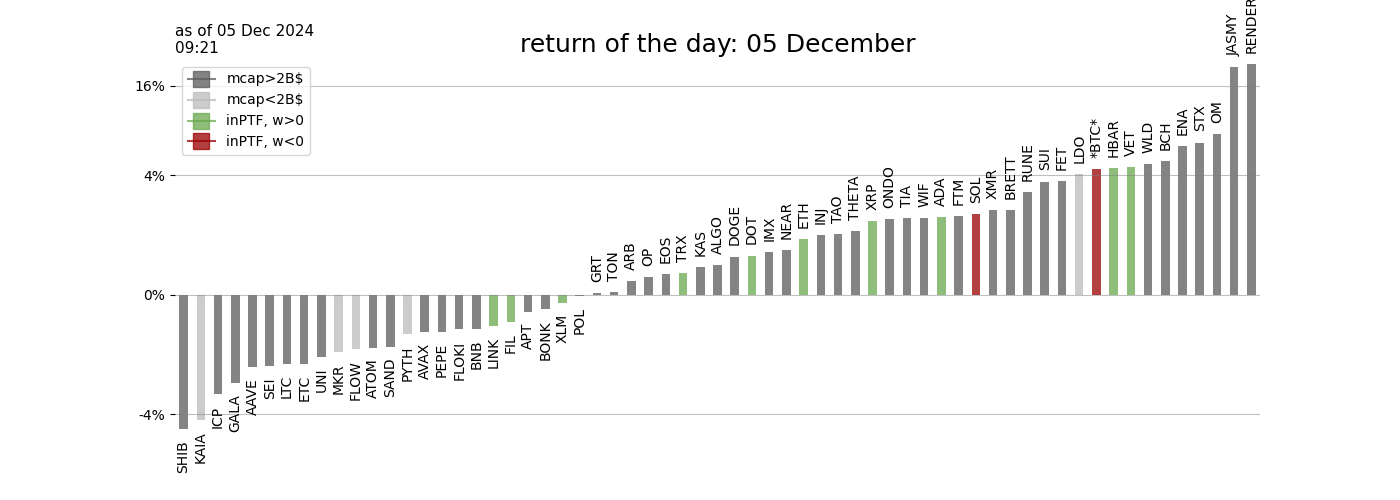 as of 05 Dec 2024
09:21
return of the day: 05 December
mcap>2B$
mcap<2B$
inPTF, w>0
inPTF, w<0
16%
4%
0%
-4%
SHIB
KAIA
ICP
GALA
AAVE
SEI
LTC
ETC
UNI
MKR
FLOW
ATOM
SAND
PYTH
AVAX
PEPE
FLOKI
BNB
LINK
FIL
APT
BONK
XLM
POL
GRT
TON
ARB
OP
EOS
TRX
KAS
ALGO
DOGE
DOT
IMX
NEAR
ETH
INJ
TAO
THETA
XRP
ONDO
TIA
WIF
ADA
FTM
SOL
XMR
BRETT
RUNE
SUI
FET
LDO
*BTC*
HBAR
VET
WLD
BCH
ENA
STX
OM
JASMY
RENDER